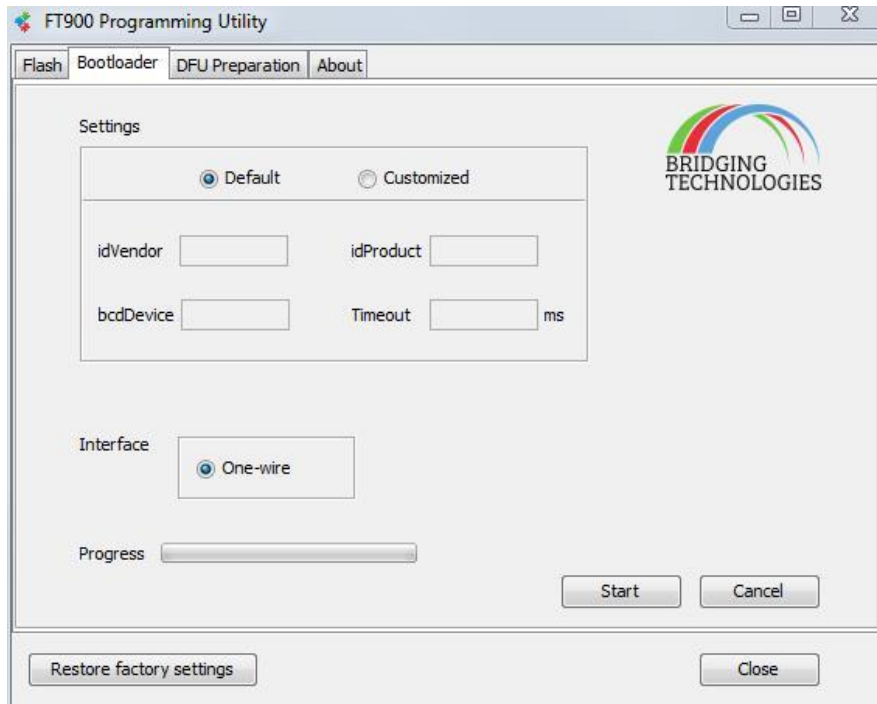 FT900 Programming Utility
Flash Bootloader DFU Preparation About
Settings
Default Customized
BRIDGING
TECHNOLOGIES
idVendor idProduct
bcdDevice Timeout ms
Interface
One-wire
Progress
Start Cancel
Restore factory settings Close